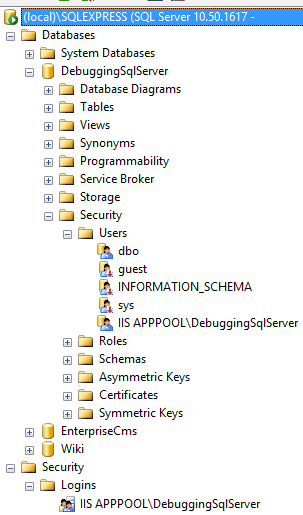 (local)\SQLEXPRESS (SQL Server 10.50.1617 -
Databases
System Databases
DebuggingSqlServer
Database Diagrams
Tables
Views
Synonyms
Programmability
Service Broker
Storage
Security
Users
dbo
guest
INFORMATION_SCHEMA
sys
IIS APPPOOL\DebuggingSqlServer
Roles
Schemas
Asymmetric Keys
Certificates
Symmetric Keys
EnterpriseCms
Wiki
Security
Logins
IIS APPPOOL\DebuggingSqlServer